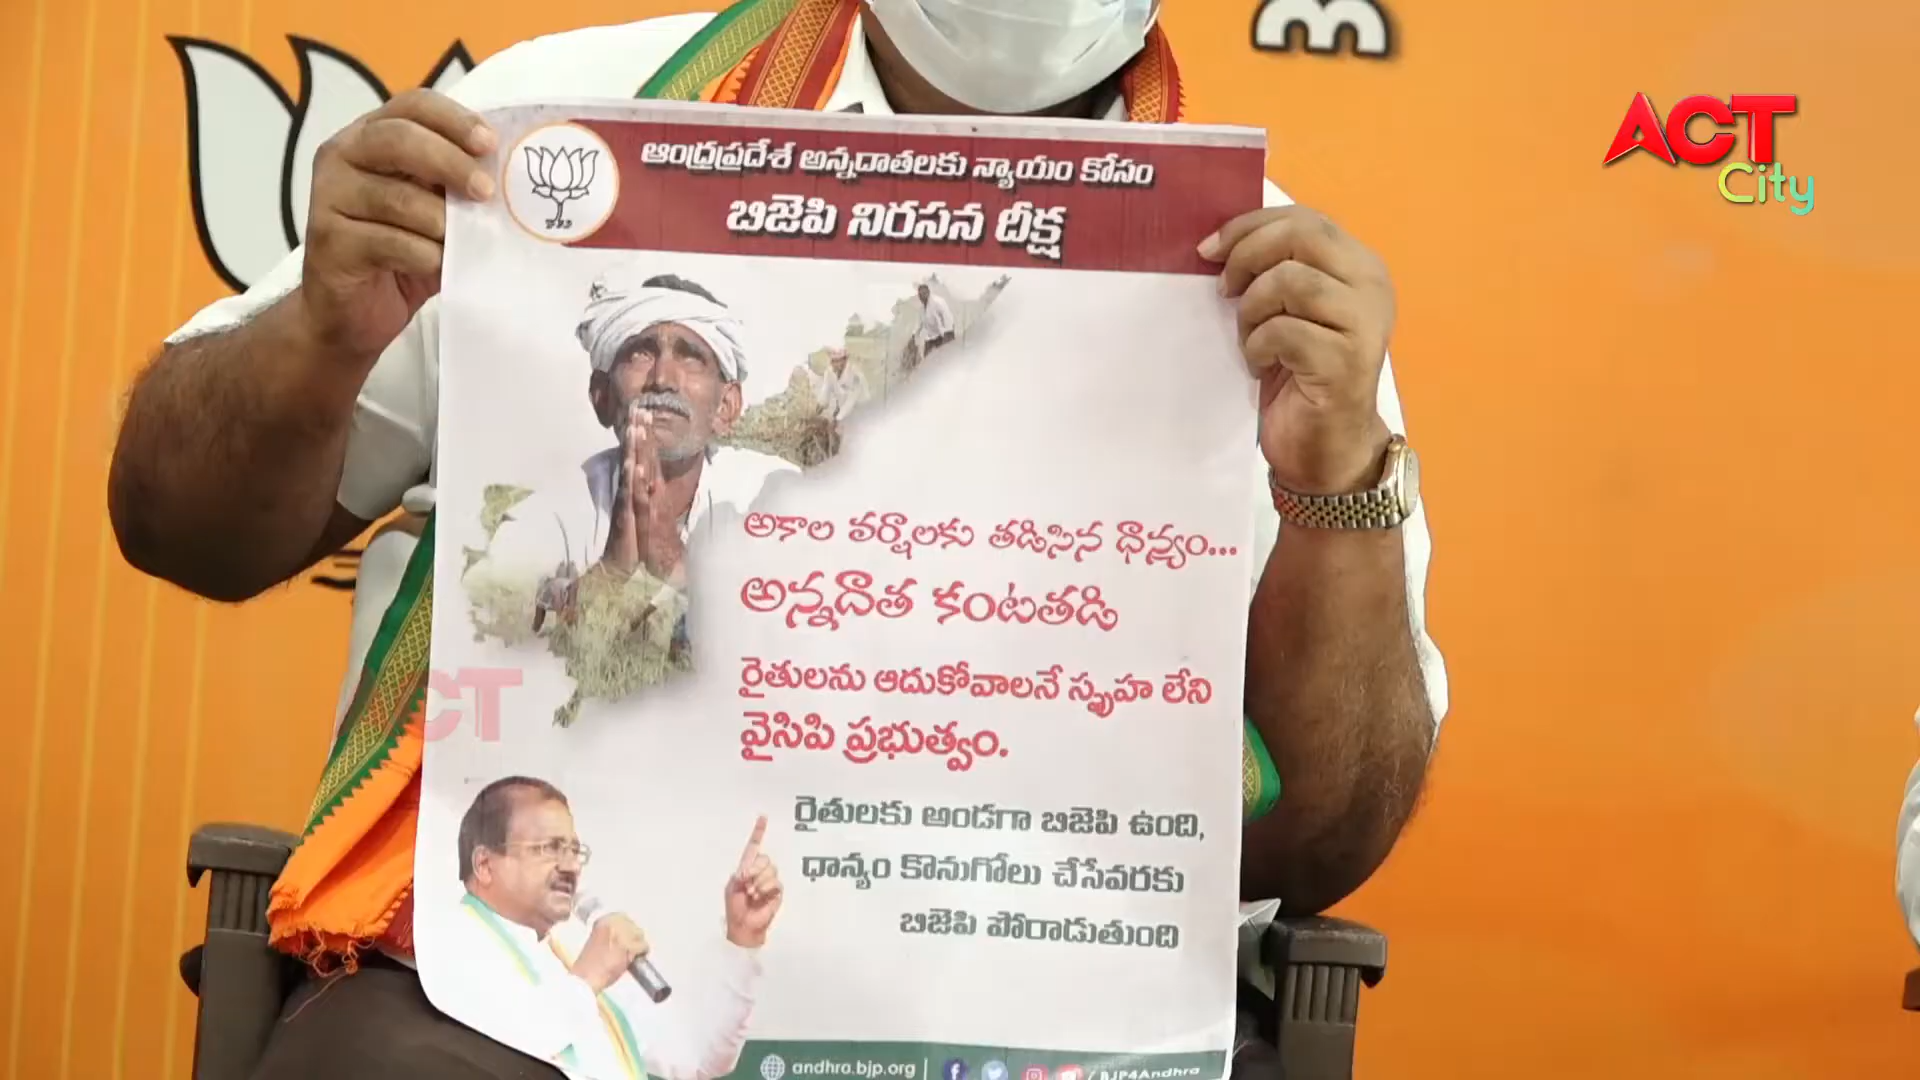 ACT
City
ఆంధ్రప్రదేశ్ అన్నదాతలకు న్యాయం కోసం
బిజెపి నిరసన దీక్ష
అకాల వర్షాలకు తడిసిన ధాన్యం...
అన్నదాత కంటతడి
రైతులను ఆదుకోవాలనే స్పృహ లేని
వైసిపి ప్రభుత్వం.
రైతులకు అండగా బిజెపి ఉంది,
ధాన్యం కొనుగోలు చేసేవరకు
బిజెపి పోరాడుతుంది
andhra.bjp.org
/BJP4Andhra